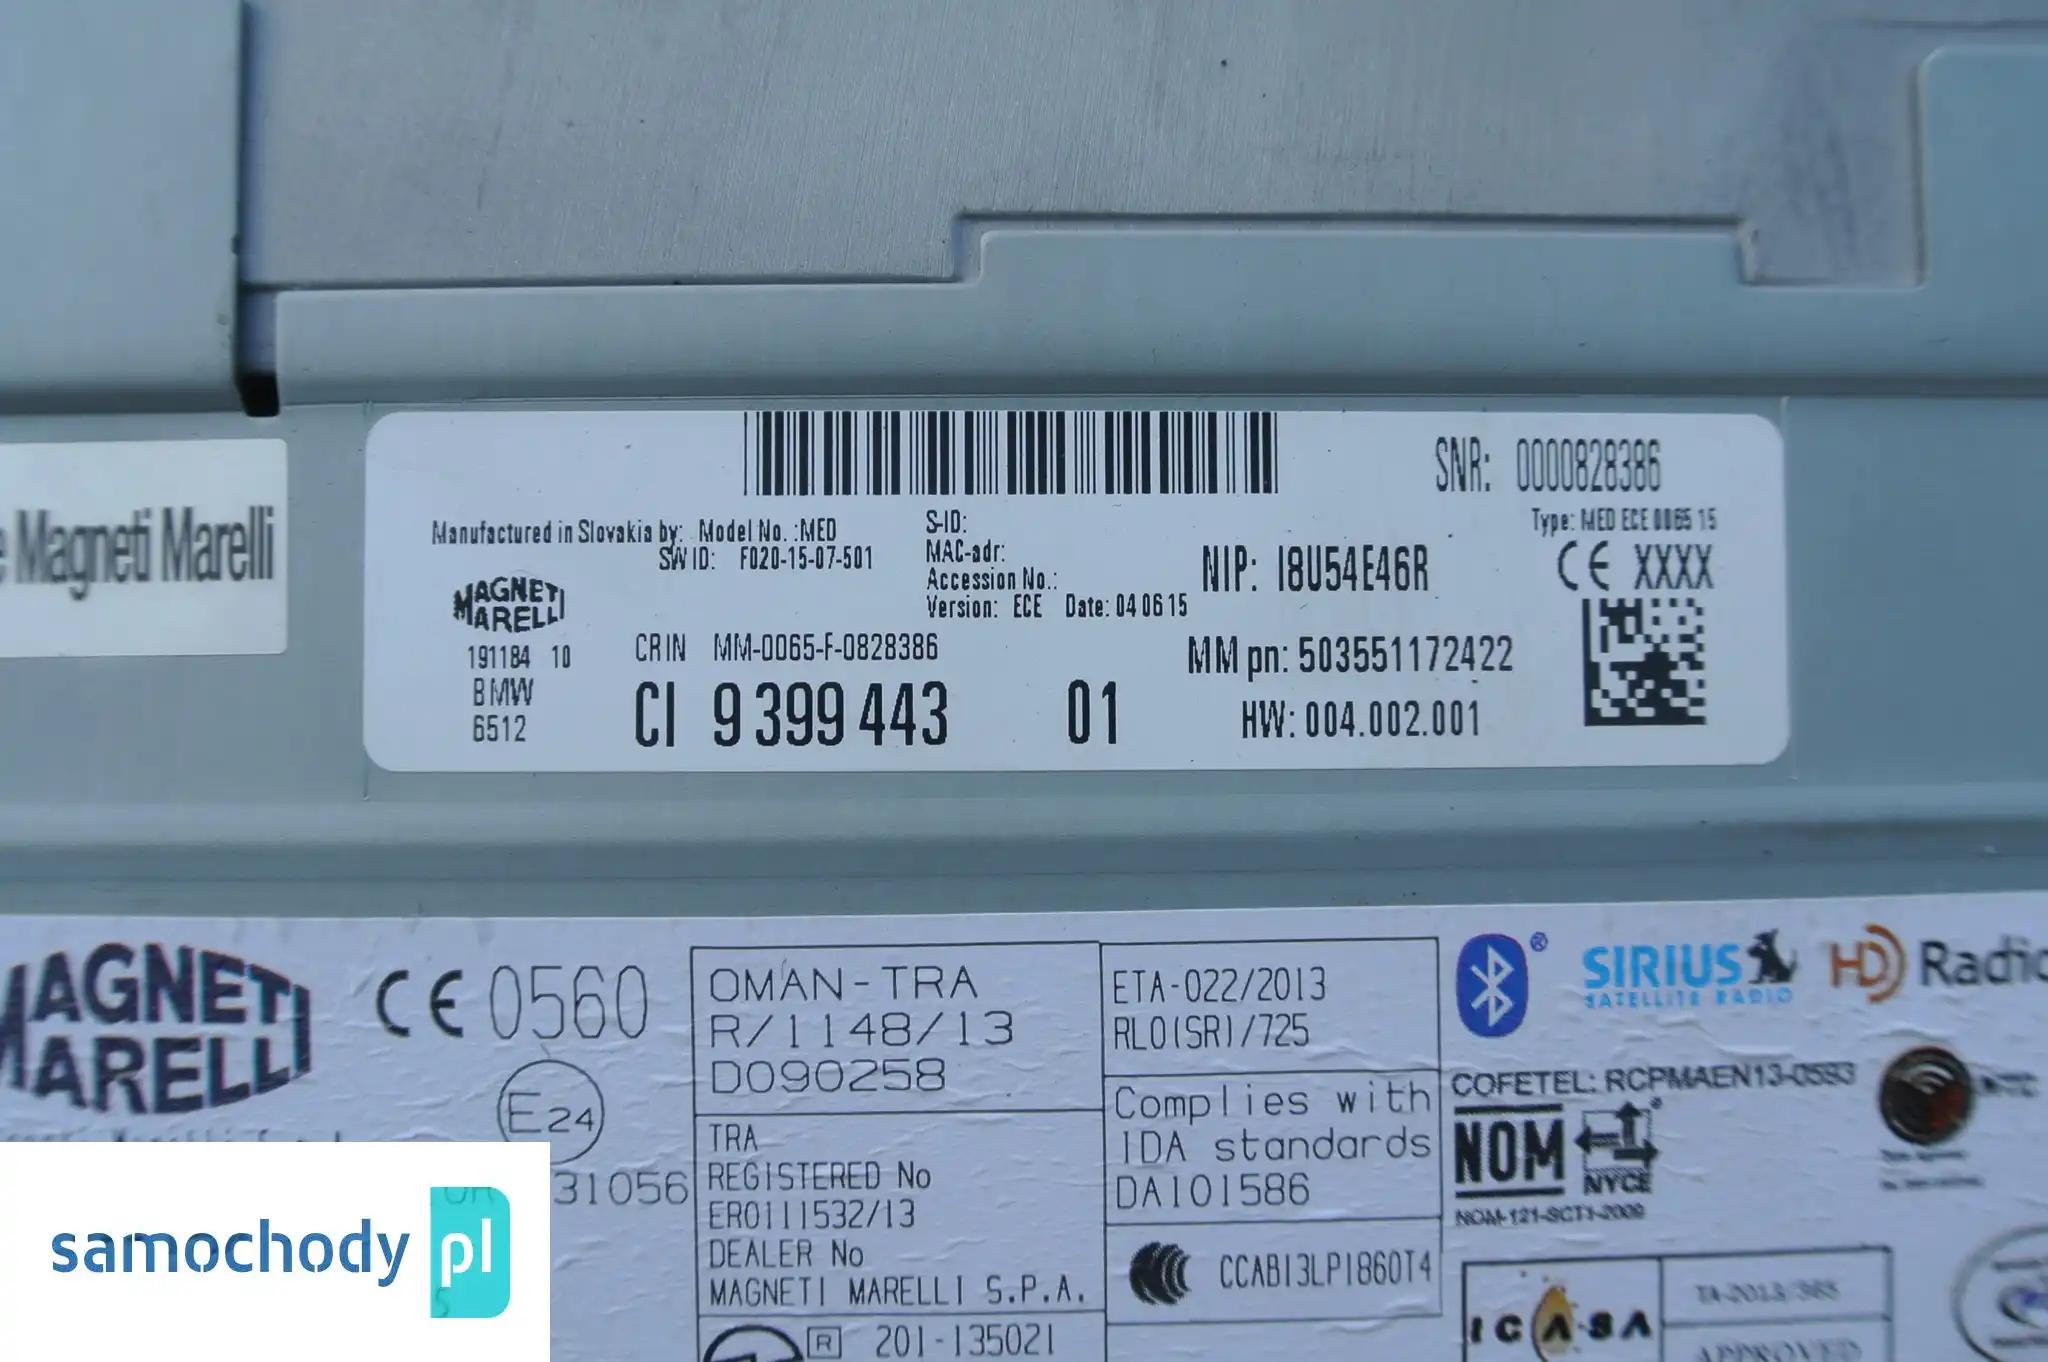 SNR: 0000828386
Manufactured in Slovakia by: Model No. :MED
SW ID: F020-15-07-501
S-ID:
MAC-adr:
Accession No.:
Version: ECE Date: 04 06 15
NIP: I8U54E46R
Type: MED ECE 0065 15
CE XXXX
Magneti Marelli
MAGNETI
MARELLI
191184 10
BMW
6512
CRIN MM-0065-F-0828386
CI 9 399 443 01
MM pn: 503551172422
HW: 004.002.001
MAGNETI
MARELLI
CE 0560
E24
31056
OMAN-TRA
R/1148/13
D090258
TRA
REGISTERED No
ER0111532/13
DEALER No
MAGNETI MARELLI S.P.A.
R 201-135021
ETA-022/2013
RLO(SR)/725
Complies with
IDA standards
DA101586
CCAB13LP1860T4
SIRIUS
SATELLITE RADIO
HD Radio
COFETEL: RCPMAEN13-0593
NOM
NYCE
NOM-121-SCT1-2009
ICASA
TA-2013/365
APPROVED
samochody pl